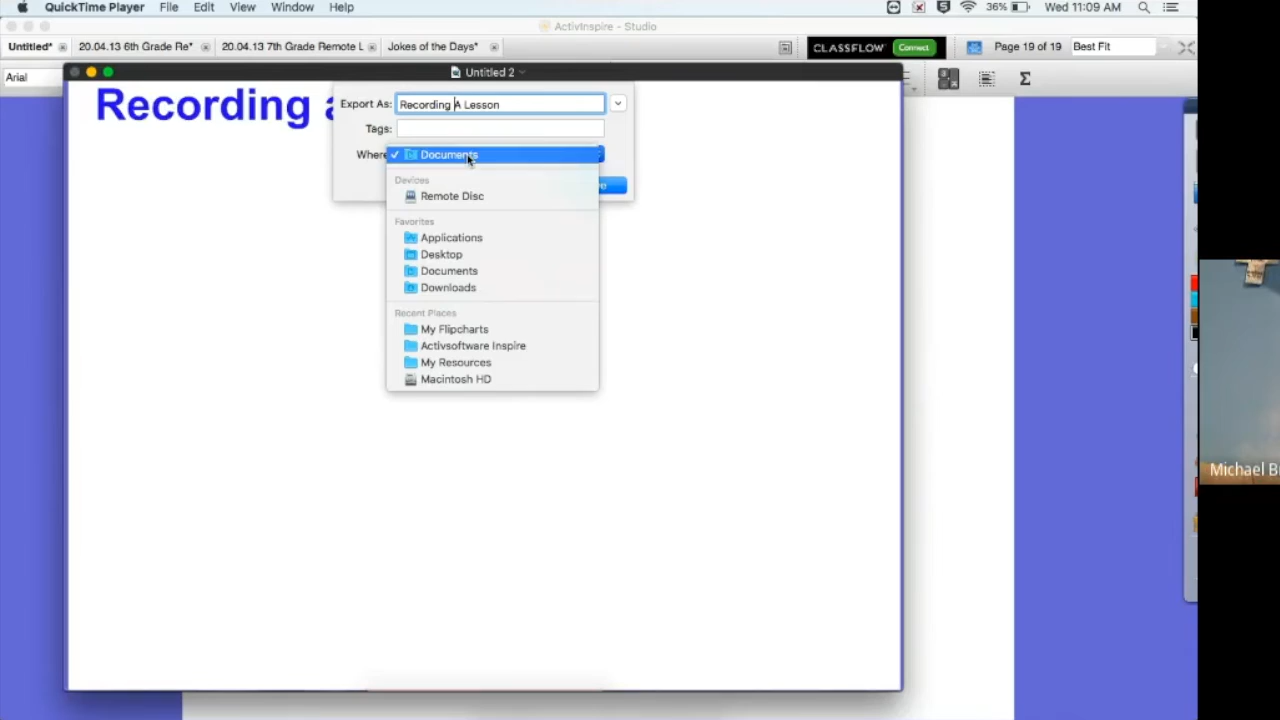 QuickTime Player File Edit View Window Help 36% Wed 11:09 AM
ActivInspire - Studio
Untitled* 20.04.13 6th Grade Re* 20.04.13 7th Grade Remote L Jokes of the Days* CLASSFLOW Connect Page 19 of 19 Best Fit
Arial Σ
Untitled 2
Recording
Export As: Recording A Lesson
Tags:
Where Documents
Devices
Remote Disc
Favorites
Applications
Desktop
Documents
Downloads
Recent Places
My Flipcharts
Activsoftware Inspire
My Resources
Macintosh HD
Michael B